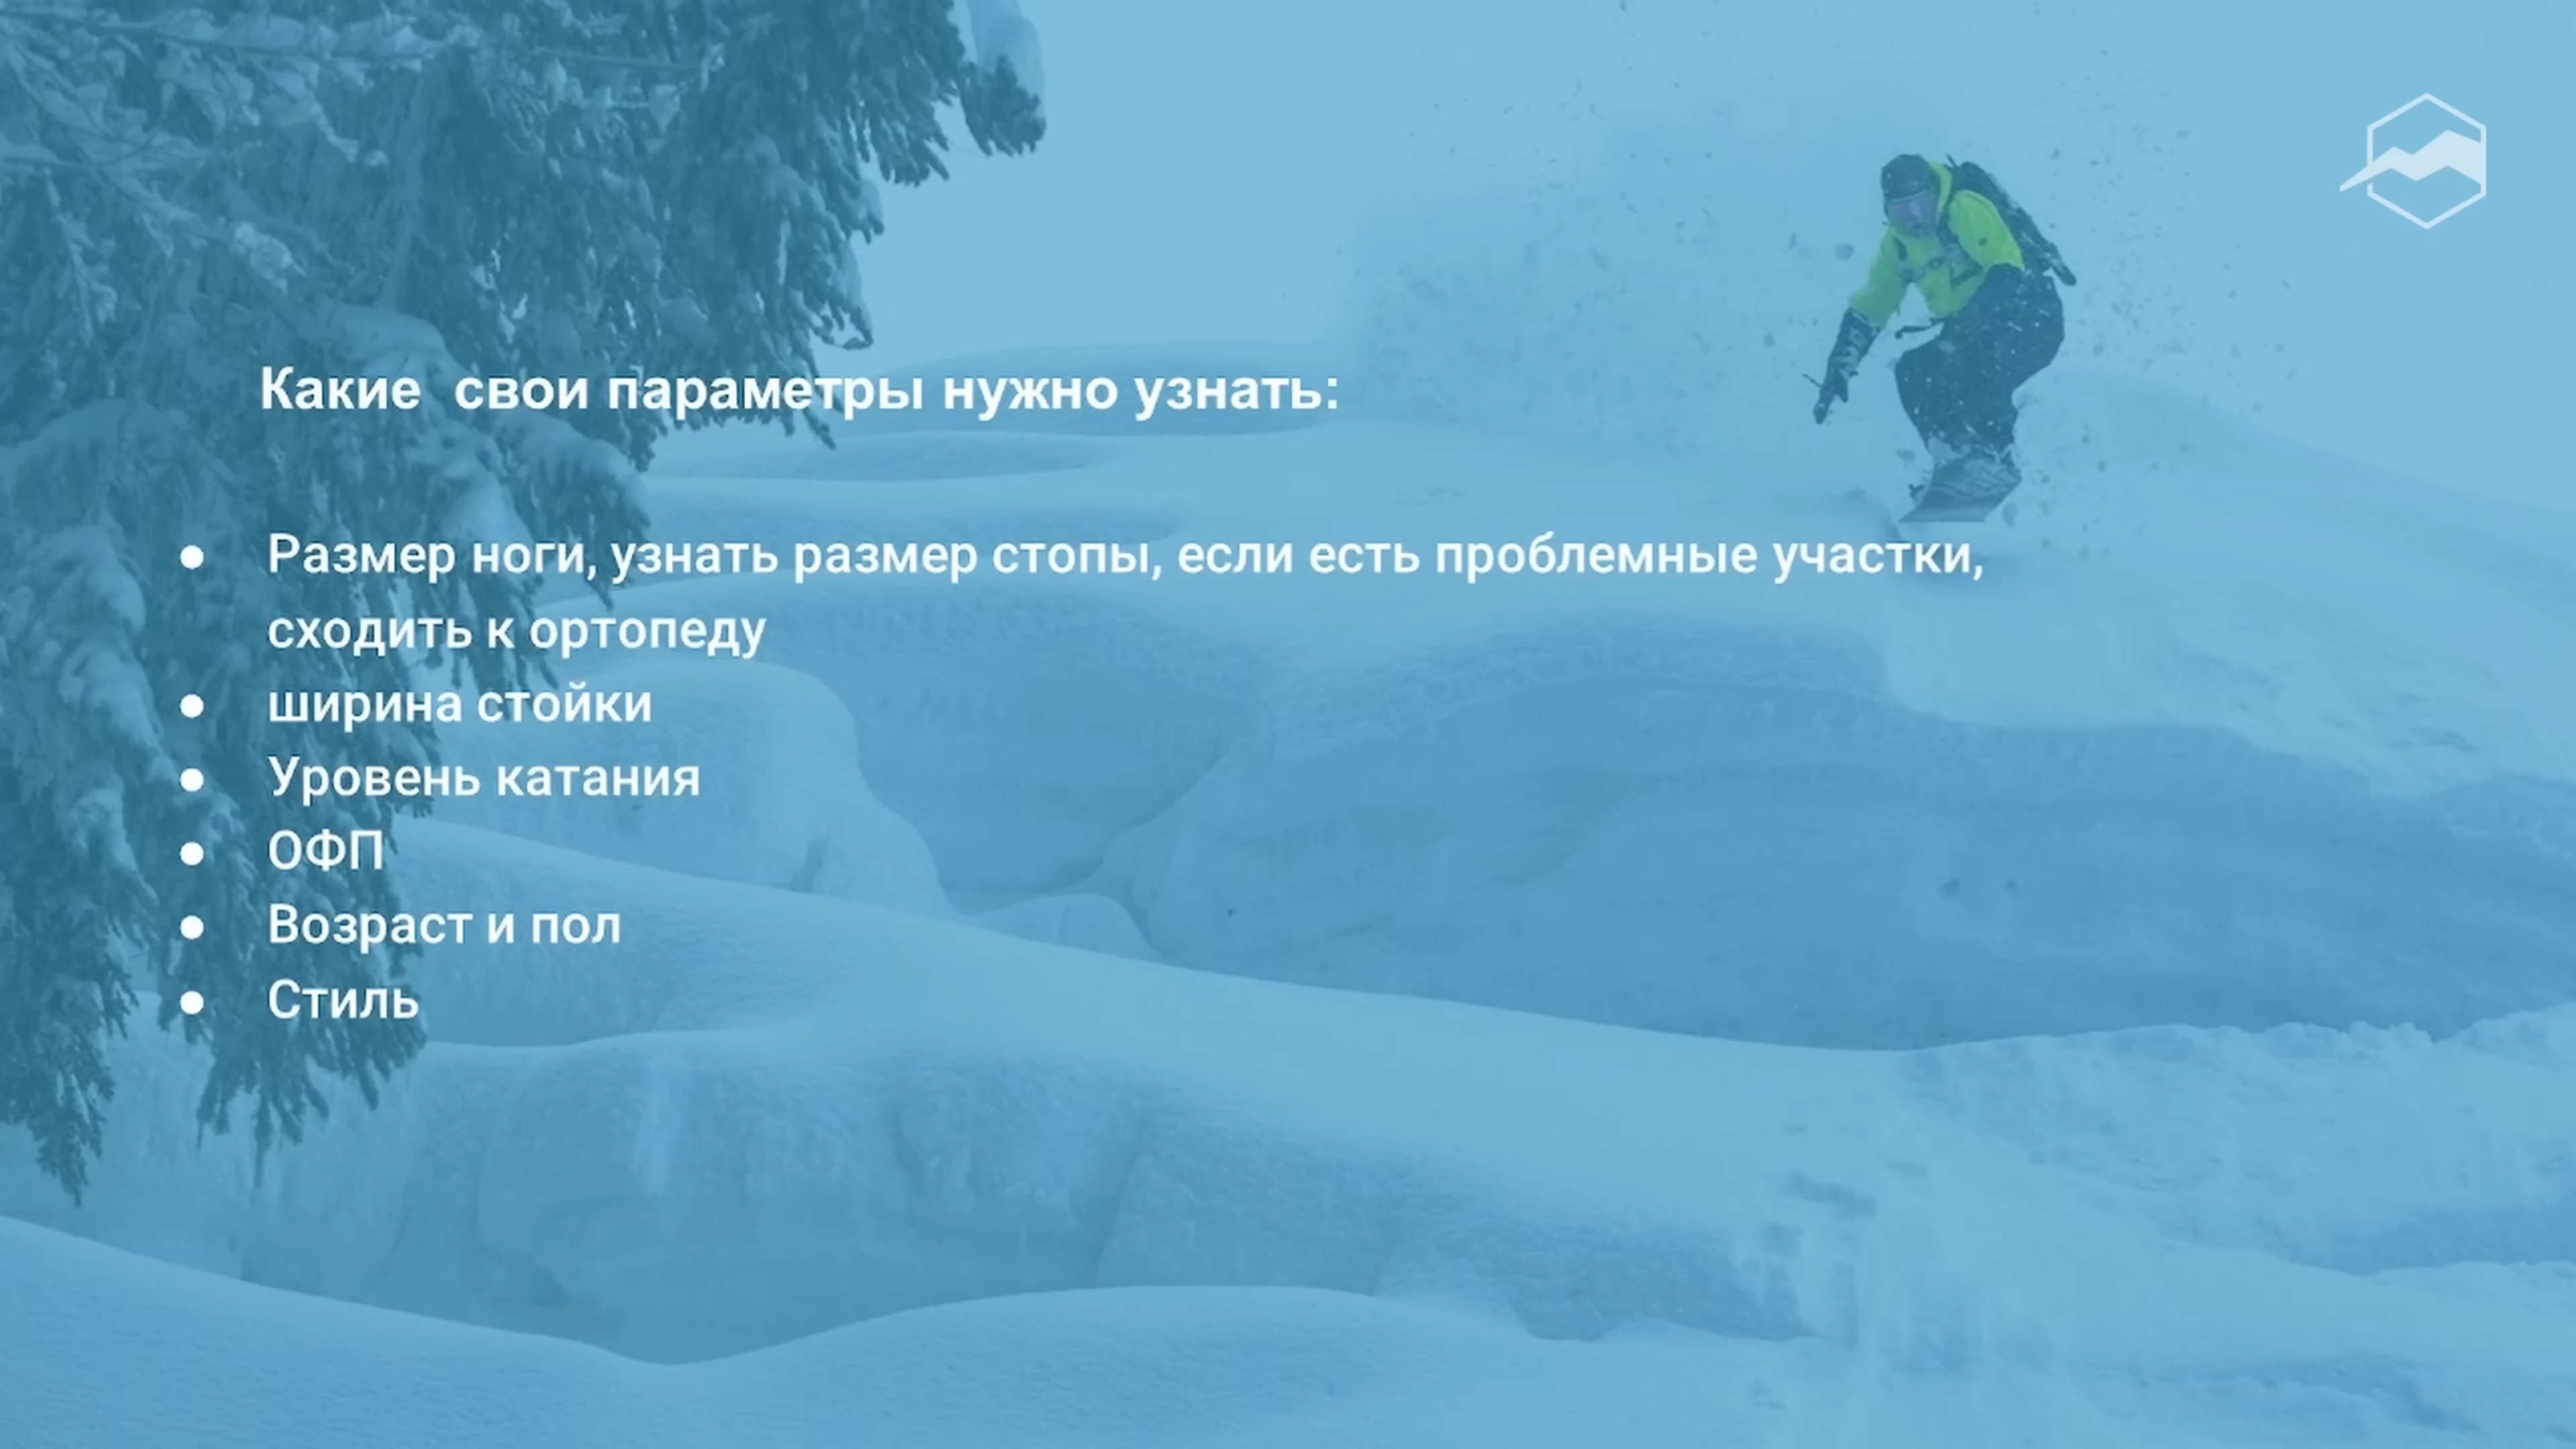 Какие  свои параметры нужно узнать:
● Размер ноги, узнать размер стопы, если есть проблемные участки,
сходить к ортопеду
● ширина стойки
● Уровень катания
● ОФП
● Возраст и пол
● Стиль